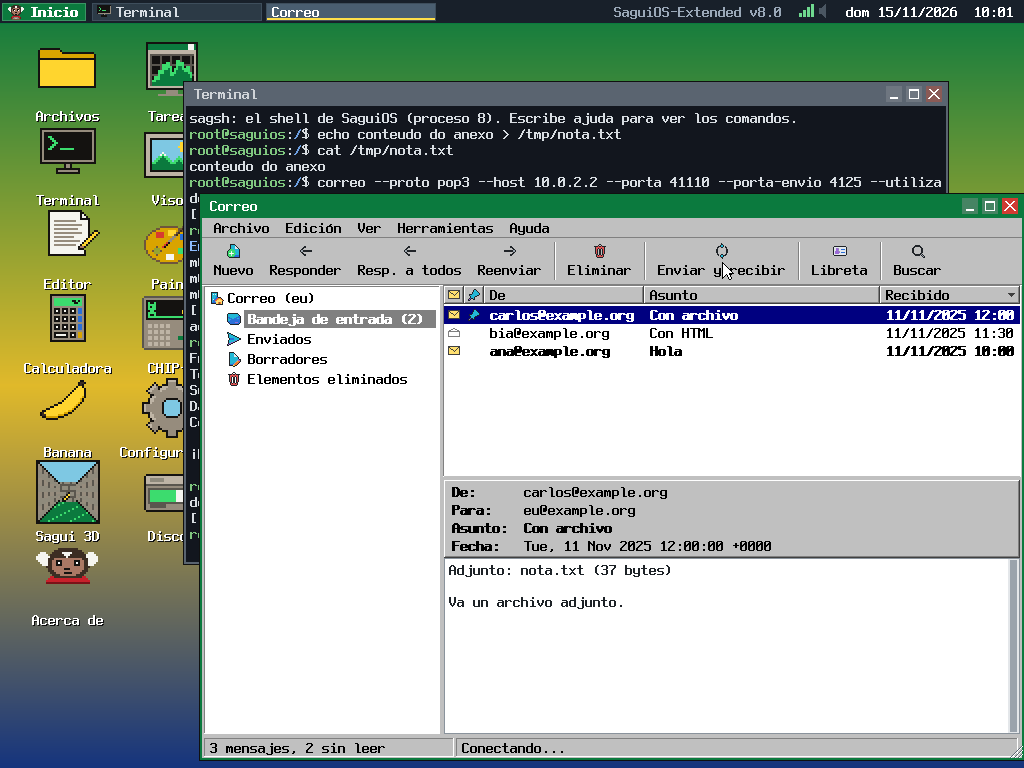 Inicio
Terminal
Correo
SaguiOS-Extended v8.0
dom 15/11/2026
10:01
Archivos
Tarea
Terminal
Viso
Editor
Pain
Calculadora
CHIP
Banana
Configur
Sagui 3D
Disc
Acerca de
Terminal
sagsh: el shell de SaguiOS (proceso 8). Escribe ajuda para ver los comandos.
root@saguios:/$ echo conteudo do anexo > /tmp/nota.txt
root@saguios:/$ cat /tmp/nota.txt
conteudo do anexo
root@saguios:/$ correo --proto pop3 --host 10.0.2.2 --porta 41110 --porta-envio 4125 --utiliza
Correo
Archivo Edición Ver Herramientas Ayuda
Nuevo Responder Resp. a todos Reenviar Eliminar Enviar y recibir Libreta Buscar
Correo (eu)
Bandeja de entrada (2)
Enviados
Borradores
Elementos eliminados
De Asunto Recibido
carlos@example.org Con archivo 11/11/2025 12:00
bia@example.org Con HTML 11/11/2025 11:30
ana@example.org Hola 11/11/2025 10:00
De: carlos@example.org
Para: eu@example.org
Asunto: Con archivo
Fecha: Tue, 11 Nov 2025 12:00:00 +0000
Adjunto: nota.txt (37 bytes)
Va un archivo adjunto.
3 mensajes, 2 sin leer
Conectando...